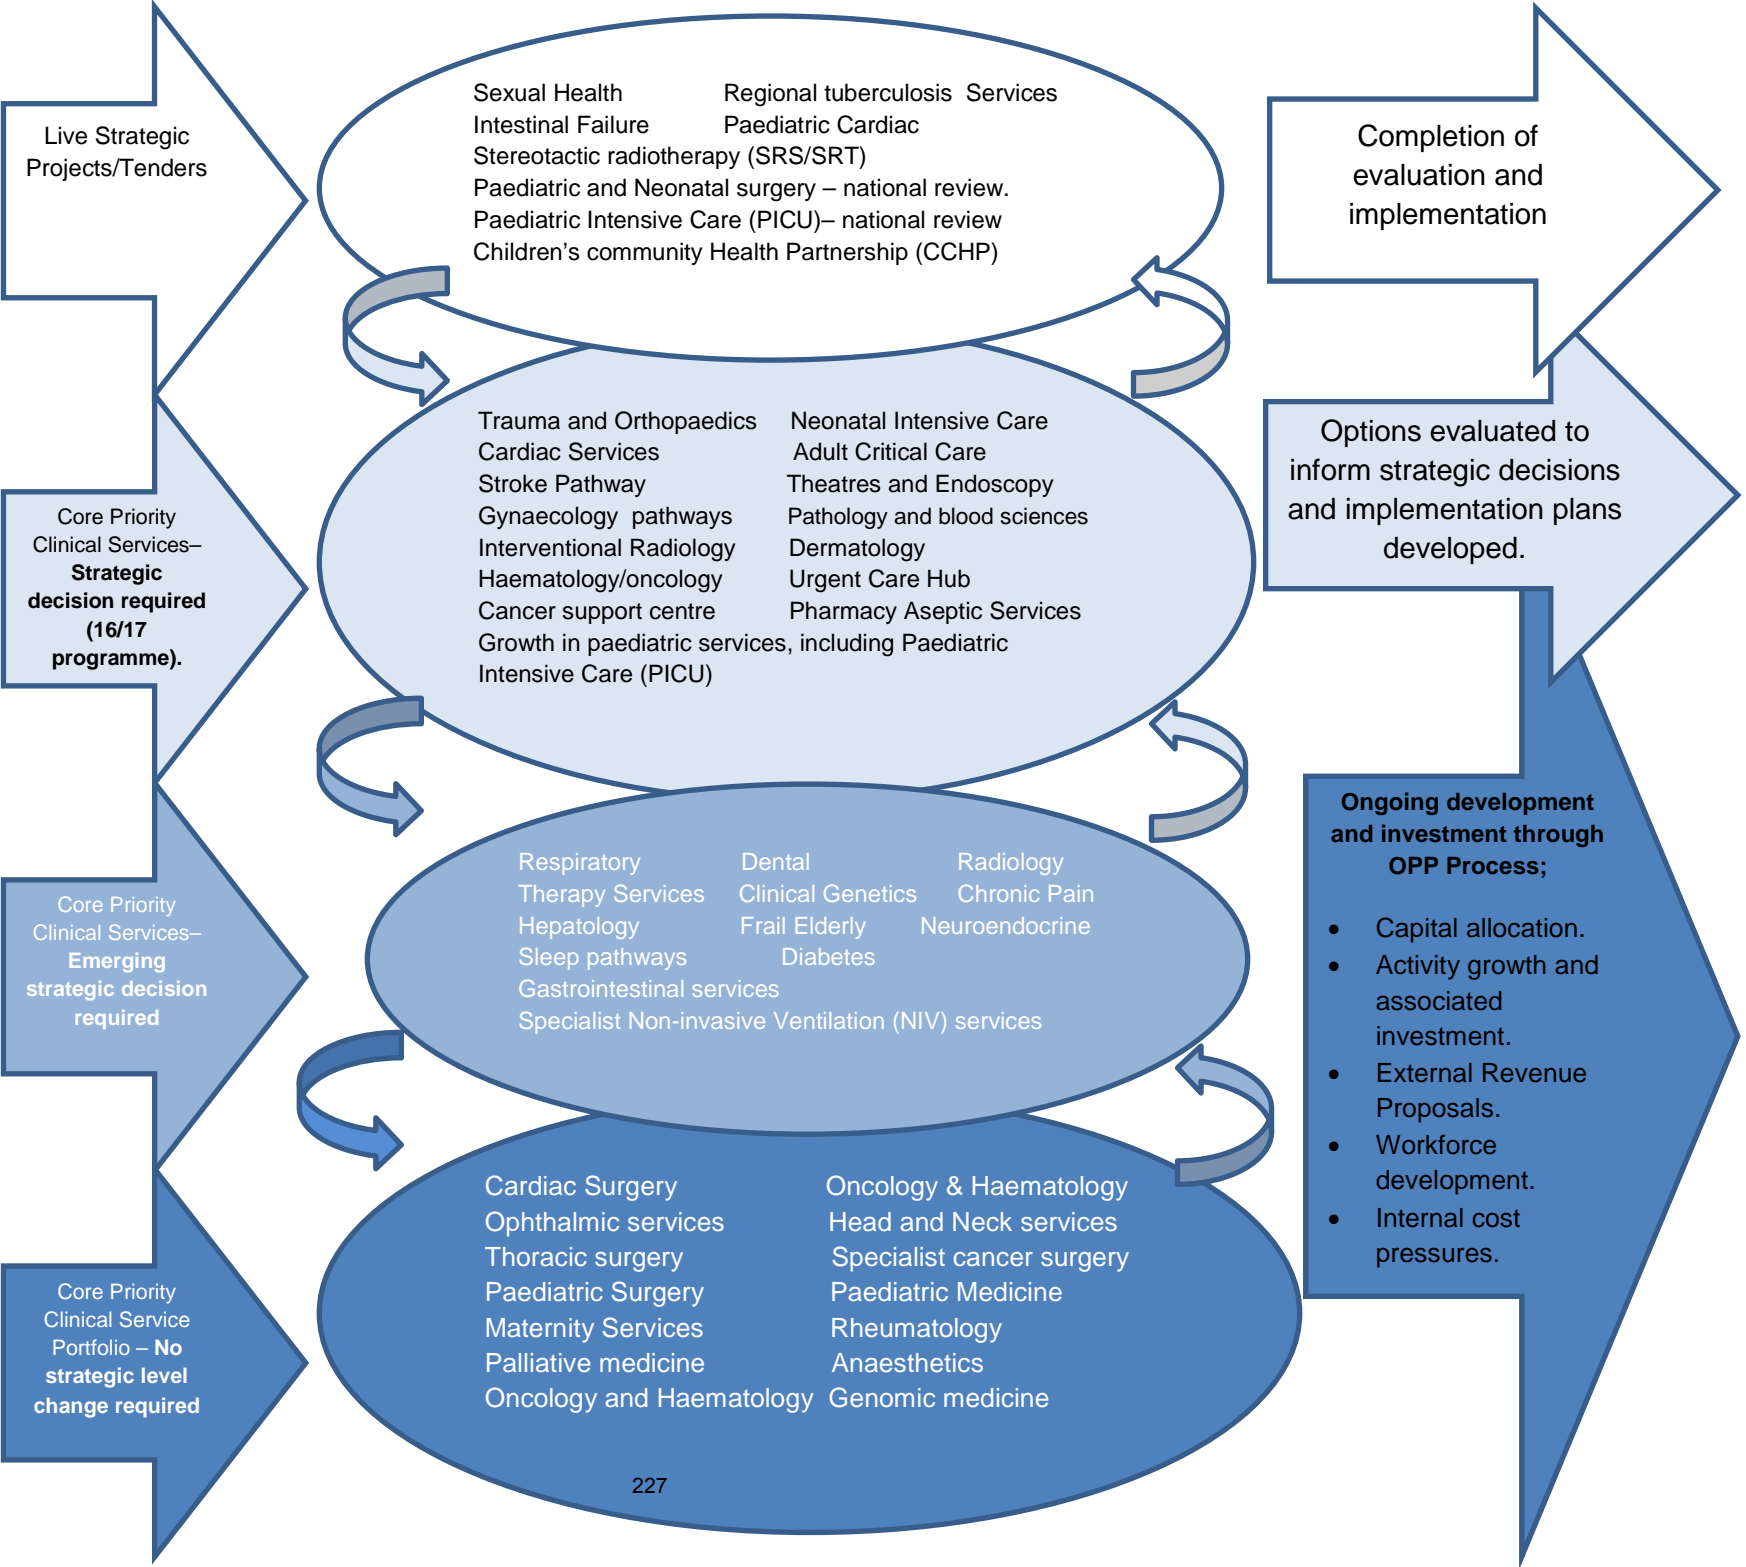 Live Strategic
Projects/Tenders
Sexual Health Regional tuberculosis Services
Intestinal Failure Paediatric Cardiac
Stereotactic radiotherapy (SRS/SRT)
Paediatric and Neonatal surgery – national review.
Paediatric Intensive Care (PICU)– national review
Children’s community Health Partnership (CCHP)
Completion of
evaluation and
implementation
Core Priority
Clinical Services–
Strategic
decision required
(16/17
programme).
Trauma and Orthopaedics Neonatal Intensive Care
Cardiac Services Adult Critical Care
Stroke Pathway Theatres and Endoscopy
Gynaecology pathways Pathology and blood sciences
Interventional Radiology Dermatology
Haematology/oncology Urgent Care Hub
Cancer support centre Pharmacy Aseptic Services
Growth in paediatric services, including Paediatric
Intensive Care (PICU)
Options evaluated to
inform strategic decisions
and implementation plans
developed.
Core Priority
Clinical Services–
Emerging
strategic decision
required
Respiratory Dental Radiology
Therapy Services Clinical Genetics Chronic Pain
Hepatology Frail Elderly Neuroendocrine
Sleep pathways Diabetes
Gastrointestinal services
Specialist Non-invasive Ventilation (NIV) services
Ongoing development
and investment through
OPP Process;
• Capital allocation.
• Activity growth and
associated
investment.
• External Revenue
Proposals.
• Workforce
development.
• Internal cost
pressures.
Core Priority
Clinical Service
Portfolio – No
strategic level
change required
Cardiac Surgery Oncology & Haematology
Ophthalmic services Head and Neck services
Thoracic surgery Specialist cancer surgery
Paediatric Surgery Paediatric Medicine
Maternity Services Rheumatology
Palliative medicine Anaesthetics
Oncology and Haematology Genomic medicine
227